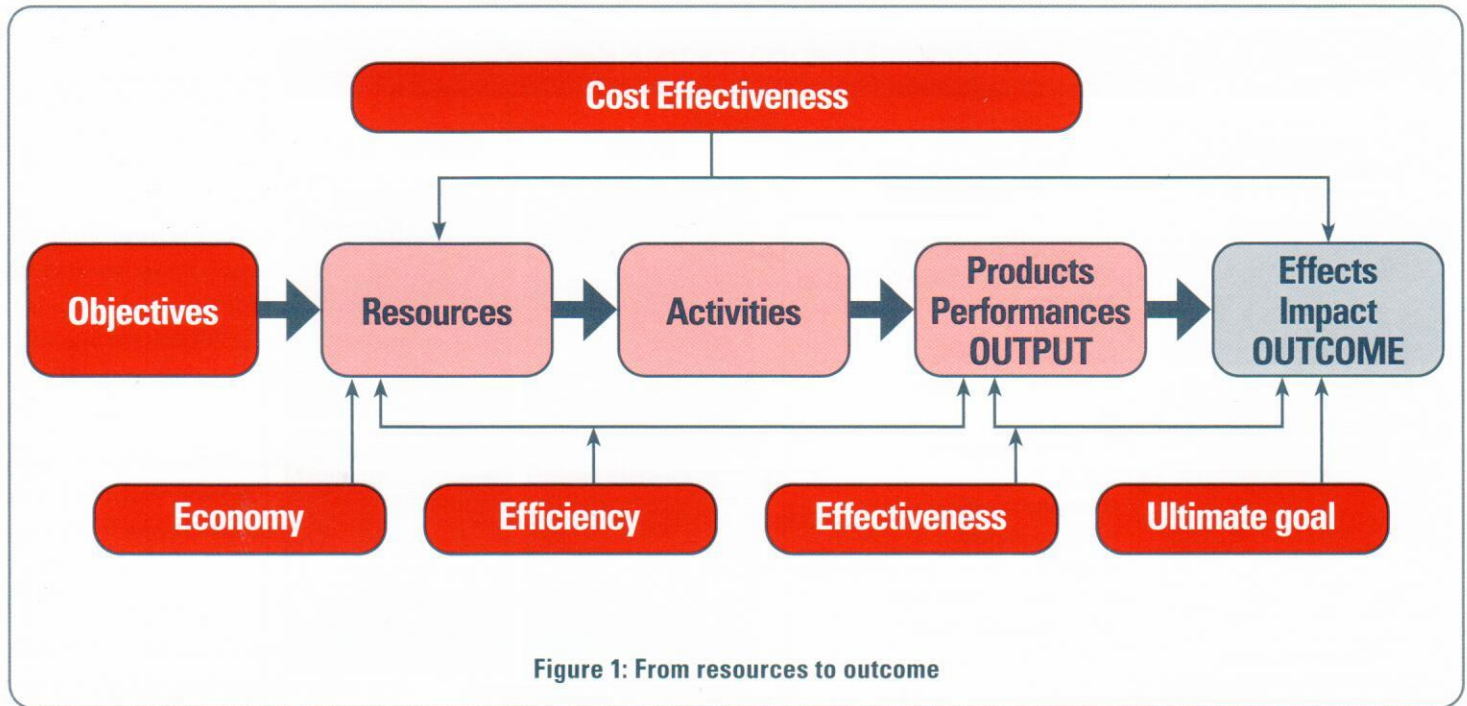 Cost Effectiveness
Objectives
Resources
Activities
Products
Performances
OUTPUT
Effects
Impact
OUTCOME
Economy
Efficiency
Effectiveness
Ultimate goal
Figure 1: From resources to outcome